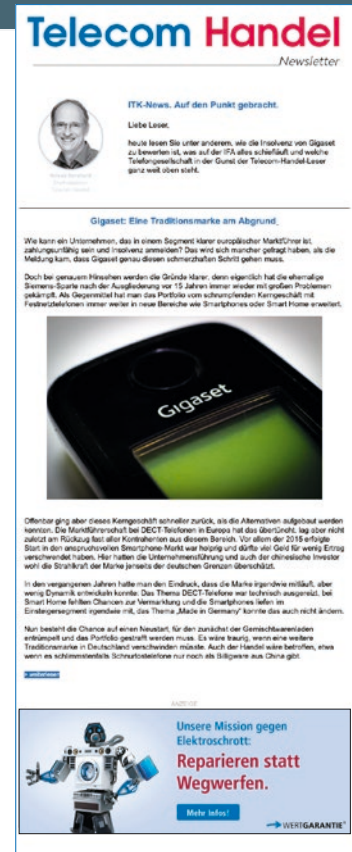 Telecom Handel
Newsletter
ITK-News. Auf den Punkt gebracht.
Liebe Leser,
heute lesen Sie unter anderem, wie die Insolvenz von Gigaset
zu bewerten ist, was auf der IFA alles schiefläuft und welche
Telefongesellschaft in der Gunst der Telecom-Handel-Leser
ganz weit oben steht.
Gigaset: Eine Traditionsmarke am Abgrund
Wie kann ein Unternehmen, das in einem Segment klarer europäischer Marktführer ist,
zahlungsunfähig sein und Insolvenz anmelden? Das wird sich mancher gefragt haben, als die
Meldung kam, dass Gigaset genau diesen schmerzhaften Schritt gehen muss.
Doch bei genauem Hinsehen werden die Gründe klarer, denn eigentlich hat die ehemalige
Siemens-Sparte nach der Ausgliederung vor 15 Jahren immer wieder mit großen Problemen
gekämpft. Als Gegenmittel hat man das Portfolio vom schrumpfenden Kerngeschäft mit
Festnetztelefonen immer weiter in neue Bereiche wie Smartphones oder Smart Home erweitert.
Gigaset
Offenbar ging aber dieses Kerngeschäft schneller zurück, als die Alternativen aufgebaut werden
konnten. Die Marktführerschaft bei DECT-Telefonen in Europa hat das übertüncht, lag aber nicht
zuletzt am Rückzug fast aller Kontrahenten aus diesem Bereich. Vor allem der 2015 erfolgte
Start in den anspruchsvollen Smartphone-Markt war holprig und dürfte viel Geld für wenig Ertrag
verschwendet haben. Hier hatten die Unternehmensführung und auch der chinesische Investor
wohl die Strahlkraft der Marke jenseits der deutschen Grenzen überschätzt.
In den vergangenen Jahren hatte man den Eindruck, dass die Marke irgendwie mitläuft, aber
wenig Dynamik entwickeln konnte: Das Thema DECT-Telefone war technisch ausgereizt, bei
Smart Home fehlten Chancen zur Vermarktung und die Smartphones liefen im
Einsteigersegment irgendwie mit, das Thema „Made in Germany“ konnte das auch nicht ändern.
Nun besteht die Chance auf einen Neustart, für den zunächst der Gemischtwarenladen
entrümpelt und das Portfolio gestrafft werden muss. Es wäre traurig, wenn eine weitere
Traditionsmarke in Deutschland verschwinden müsste. Auch der Handel wäre betroffen, etwa
wenn es schlimmstenfalls Schnurlostelefone nur noch als Billigware aus China gibt.
» weiterlesen
ANZEIGE
Unsere Mission gegen
Elektroschrott:
Reparieren statt
Wegwerfen.
Mehr Infos!
WERTGARANTIE®